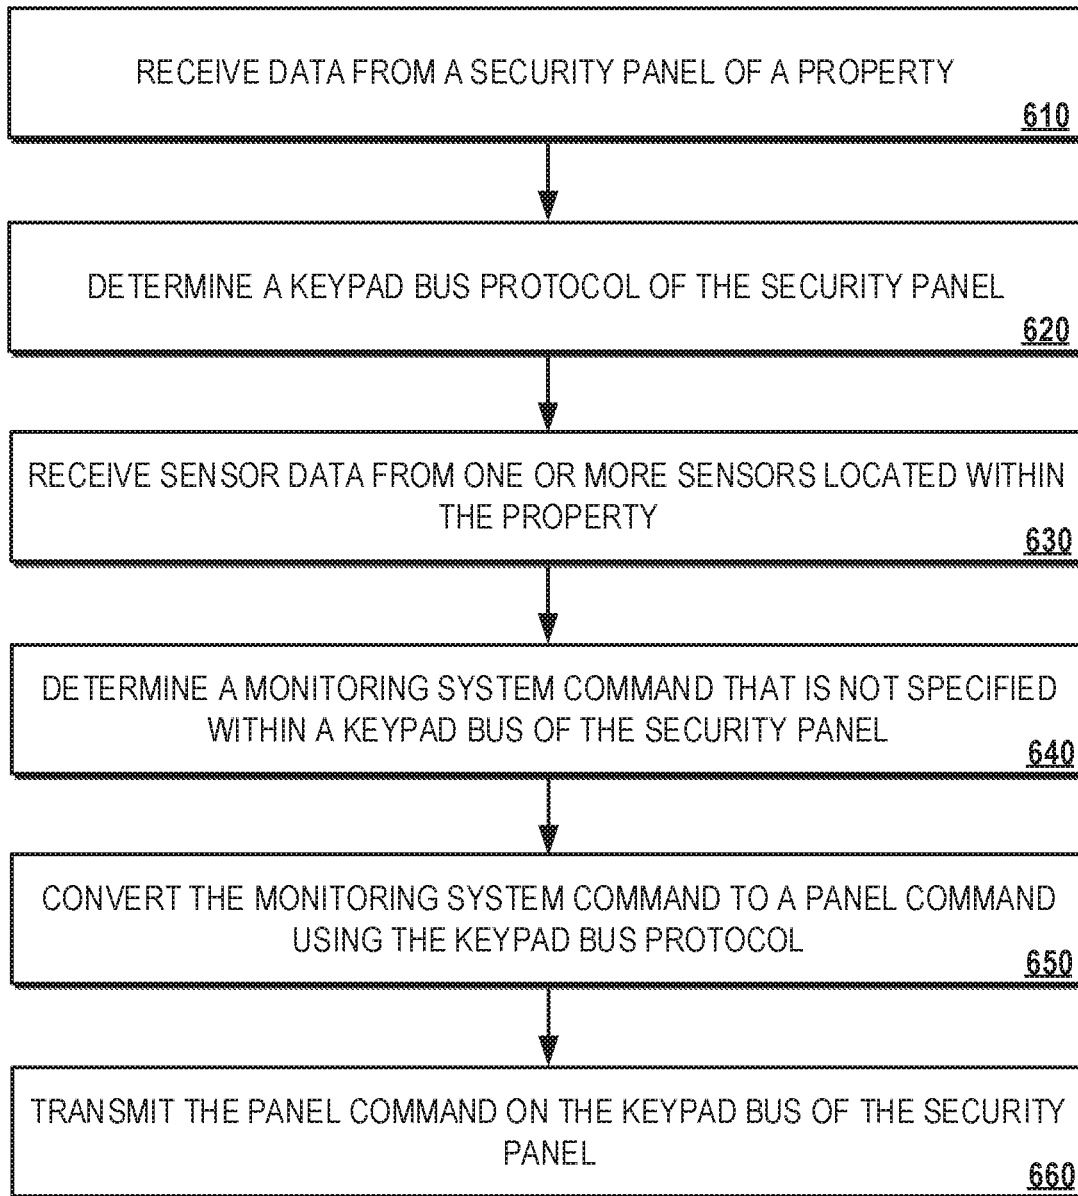 RECEIVE DATA FROM A SECURITY PANEL OF A PROPERTY
610
DETERMINE A KEYPAD BUS PROTOCOL OF THE SECURITY PANEL
620
RECEIVE SENSOR DATA FROM ONE OR MORE SENSORS LOCATED WITHIN
THE PROPERTY
630
DETERMINE A MONITORING SYSTEM COMMAND THAT IS NOT SPECIFIED
WITHIN A KEYPAD BUS OF THE SECURITY PANEL
640
CONVERT THE MONITORING SYSTEM COMMAND TO A PANEL COMMAND
USING THE KEYPAD BUS PROTOCOL
650
TRANSMIT THE PANEL COMMAND ON THE KEYPAD BUS OF THE SECURITY
PANEL
660